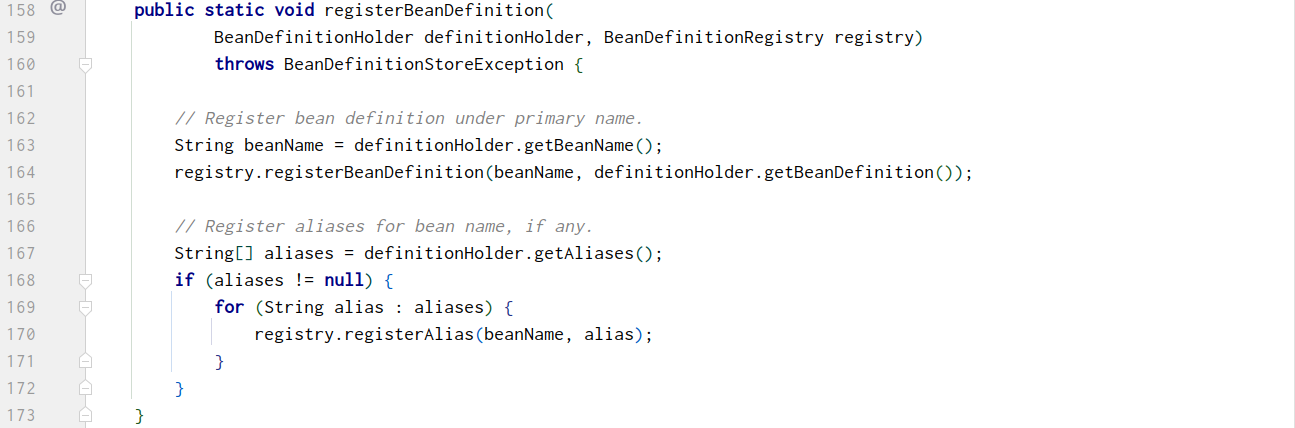 158 @ public static void registerBeanDefinition(
159 BeanDefinitionHolder definitionHolder, BeanDefinitionRegistry registry)
160 throws BeanDefinitionStoreException {
161
162 // Register bean definition under primary name.
163 String beanName = definitionHolder.getBeanName();
164 registry.registerBeanDefinition(beanName, definitionHolder.getBeanDefinition());
165
166 // Register aliases for bean name, if any.
167 String[] aliases = definitionHolder.getAliases();
168 if (aliases != null) {
169 for (String alias : aliases) {
170 registry.registerAlias(beanName, alias);
171 }
172 }
173 }